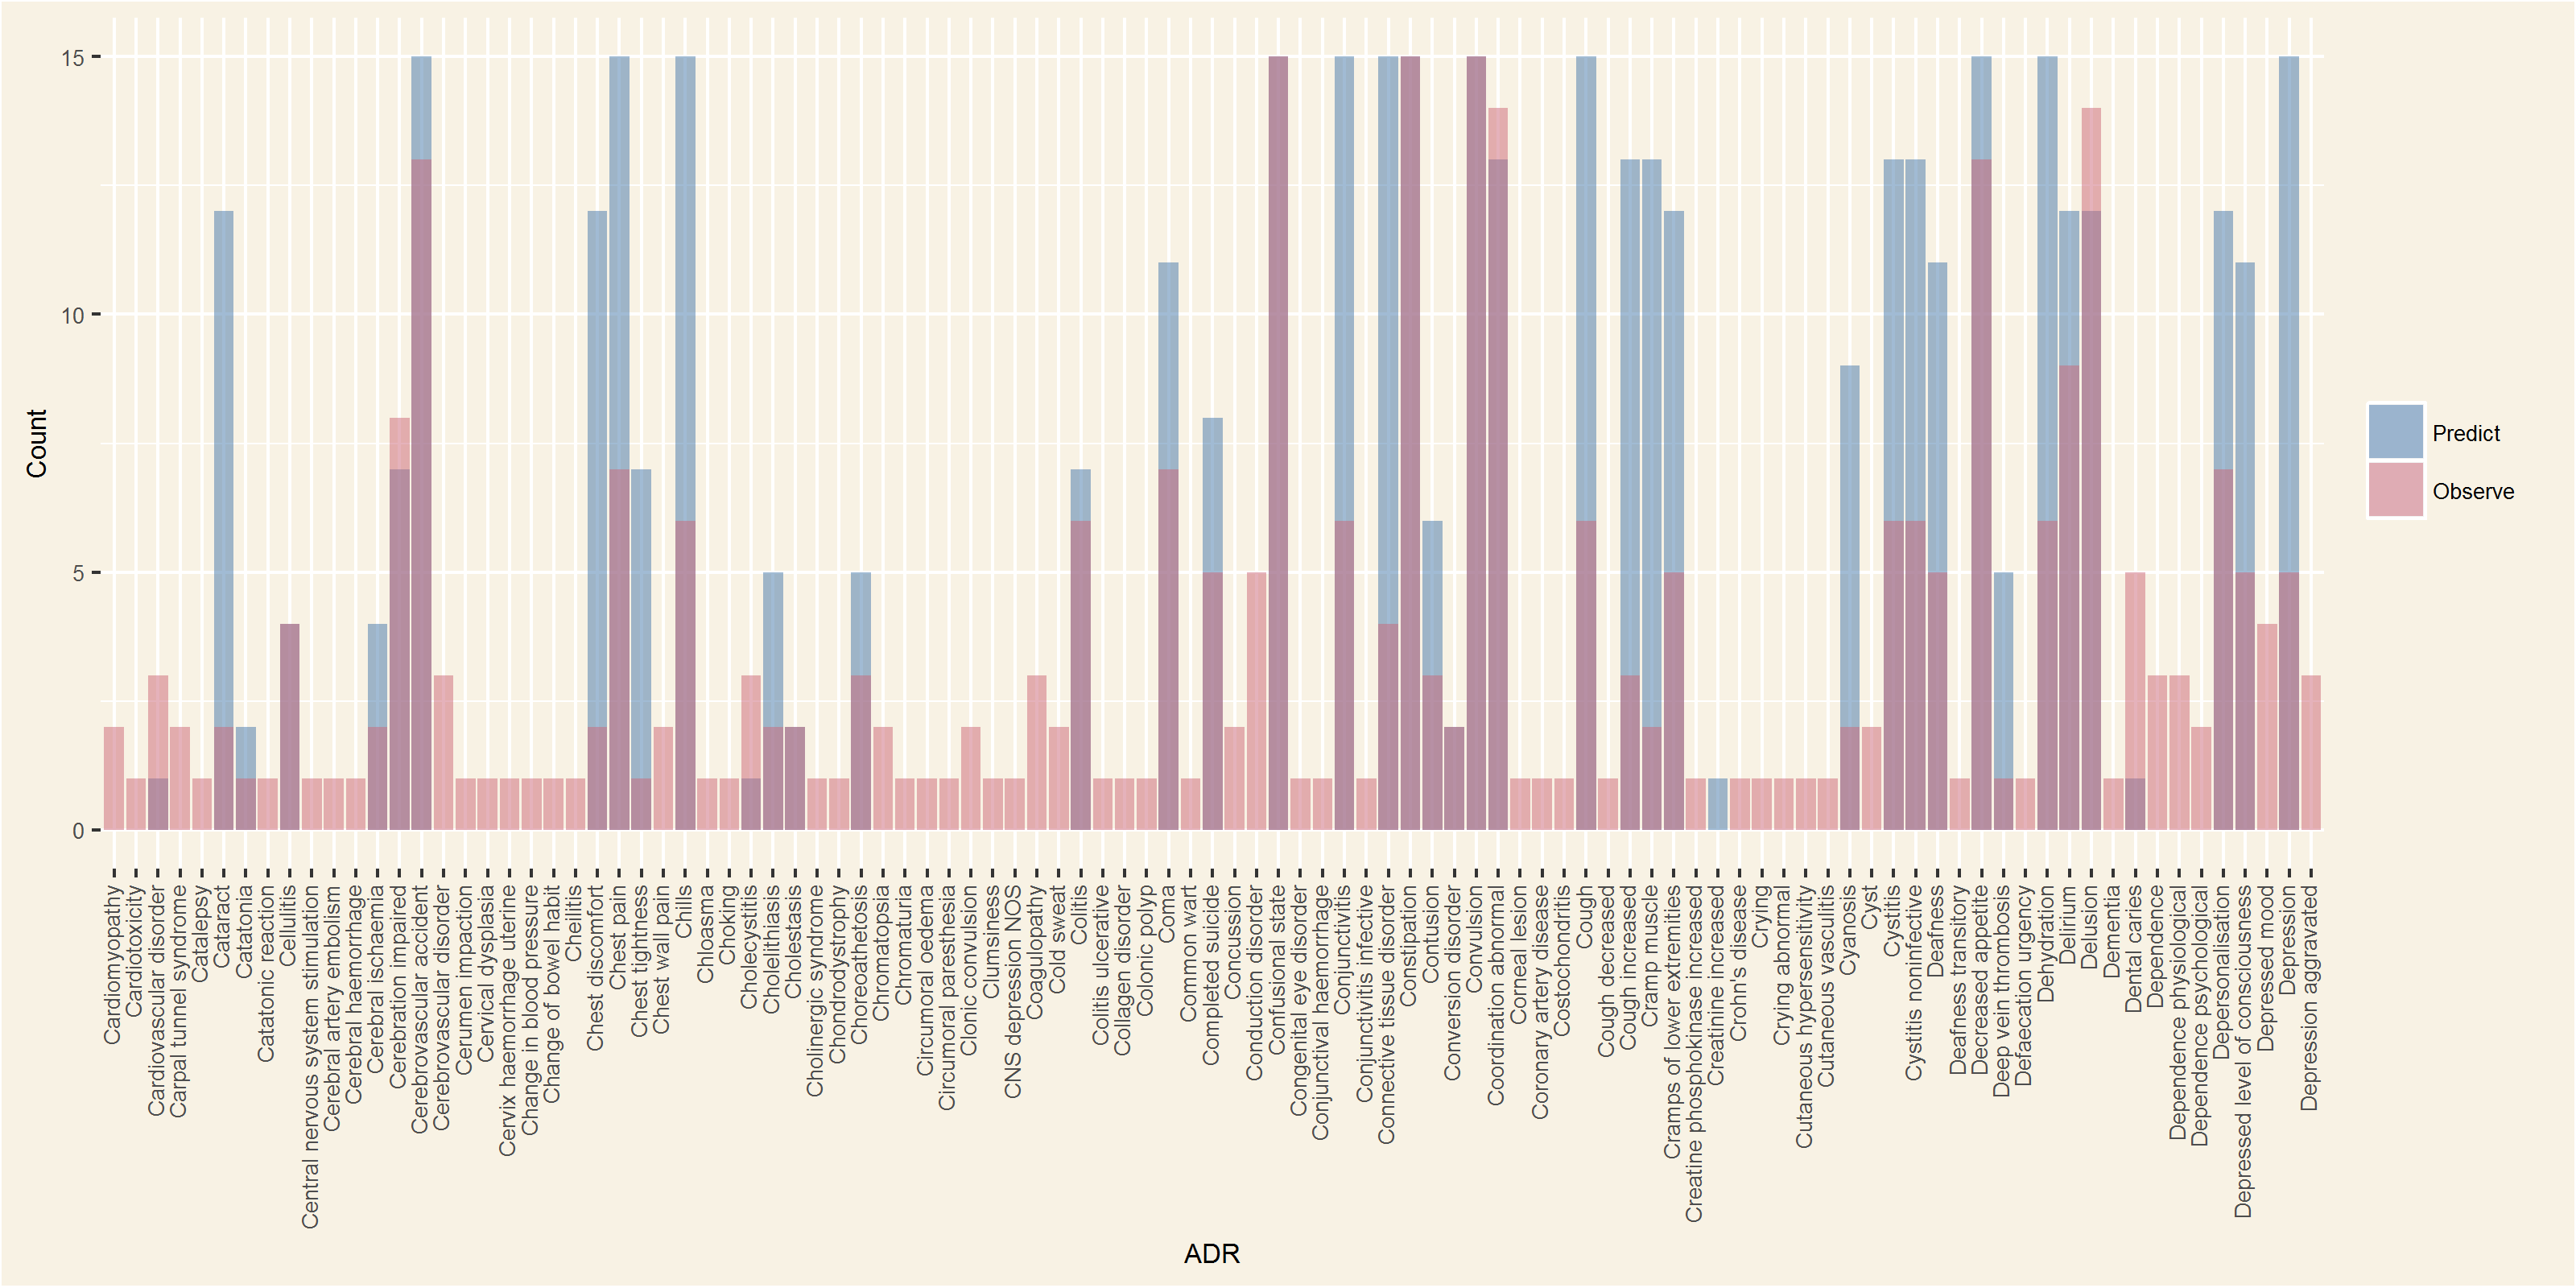 15
10
5
0
Count
Cardiomyopathy
Cardiotoxicity
Cardiovascular disorder
Carpal tunnel syndrome
Catalepsy
Cataract
Catatonia
Catatonic reaction
Cellulitis
Central nervous system stimulation
Cerebral artery embolism
Cerebral haemorrhage
Cerebral ischaemia
Cerebration impaired
Cerebrovascular accident
Cerebrovascular disorder
Cerumen impaction
Cervical dysplasia
Cervix haemorrhage uterine
Change in blood pressure
Change of bowel habit
Cheilitis
Chest discomfort
Chest pain
Chest tightness
Chest wall pain
Chills
Chloasma
Choking
Cholecystitis
Cholelithiasis
Cholestasis
Cholinergic syndrome
Chondrodystrophy
Choreoathetosis
Chromatopsia
Chromaturia
Circumoral oedema
Circumoral paresthesia
Clonic convulsion
Clumsiness
CNS depression NOS
Coagulopathy
Cold sweat
Colitis
Colitis ulcerative
Collagen disorder
Colonic polyp
Coma
Common wart
Completed suicide
Concussion
Conduction disorder
Confusional state
Congenital eye disorder
Conjunctival haemorrhage
Conjunctivitis
Conjunctivitis infective
Connective tissue disorder
Constipation
Contusion
Conversion disorder
Convulsion
Coordination abnormal
Corneal lesion
Coronary artery disease
Costochondritis
Cough
Cough decreased
Cough increased
Cramp muscle
Cramps of lower extremities
Creatine phosphokinase increased
Creatinine increased
Crohn's disease
Crying
Crying abnormal
Cutaneous hypersensitivity
Cutaneous vasculitis
Cyanosis
Cyst
Cystitis
Cystitis noninfective
Deafness
Deafness transitory
Decreased appetite
Deep vein thrombosis
Defaecation urgency
Dehydration
Delirium
Delusion
Dementia
Dental caries
Dependence
Dependence physiological
Dependence psychological
Depersonalisation
Depressed level of consciousness
Depressed mood
Depression
Depression aggravated
ADR
Predict
Observe